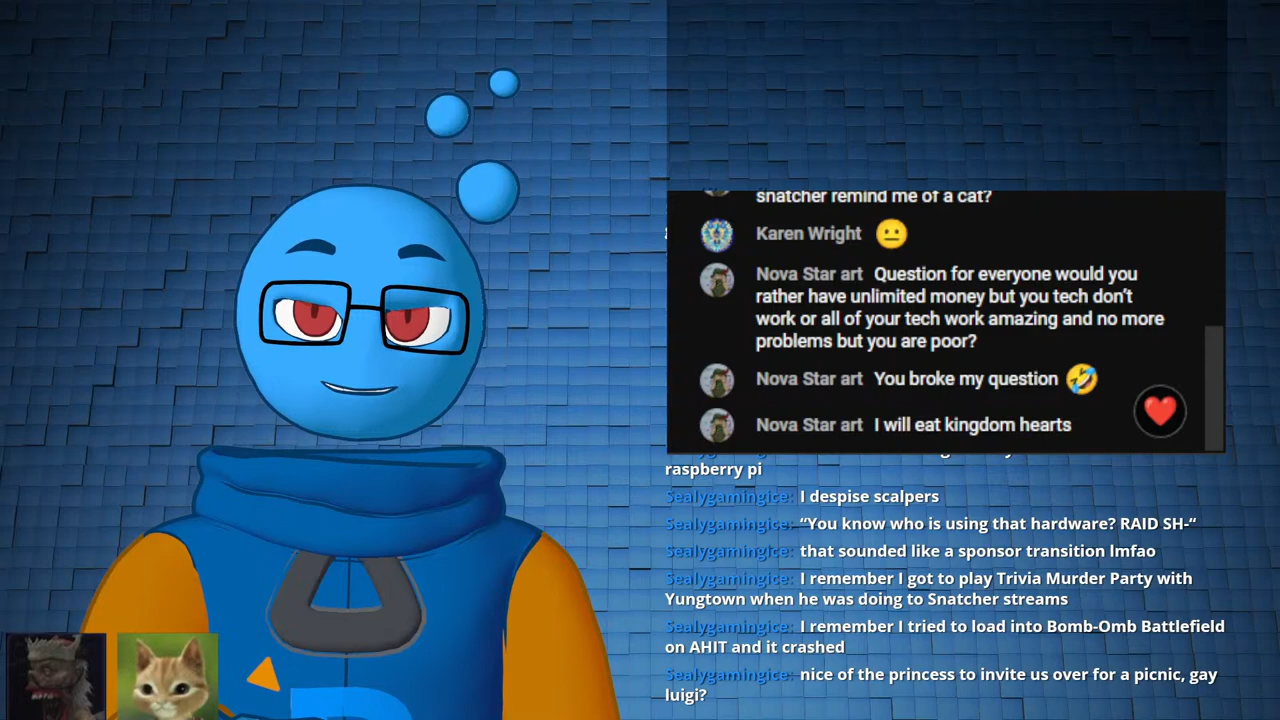 snatcher remind me of a cat?
Karen Wright 😐
Nova Star art Question for everyone would you
rather have unlimited money but you tech don't
work or all of your tech work amazing and no more
problems but you are poor?
Nova Star art You broke my question 🤣
Nova Star art I will eat kingdom hearts
raspberry pi
Sealygamingice: I despise scalpers
Sealygamingice: “You know who is using that hardware? RAID SH-“
Sealygamingice: that sounded like a sponsor transition lmfao
Sealygamingice: I remember I got to play Trivia Murder Party with
Yungtown when he was doing to Snatcher streams
Sealygamingice: I remember I tried to load into Bomb-Omb Battlefield
on AHIT and it crashed
Sealygamingice: nice of the princess to invite us over for a picnic, gay
luigi?